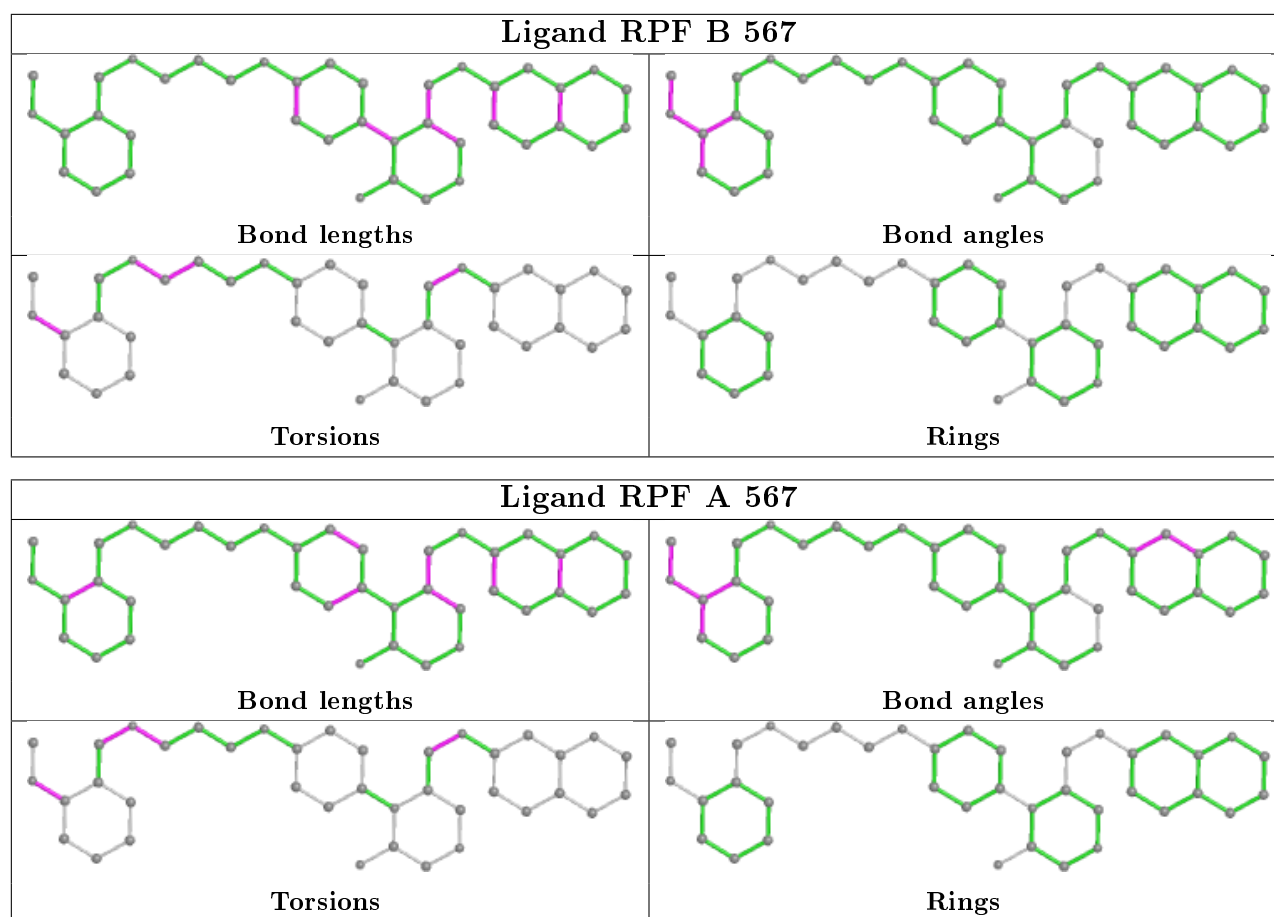 Ligand RPF B 567
Bond lengths
Bond angles
Torsions
Rings
Ligand RPF A 567
Bond lengths
Bond angles
Torsions
Rings